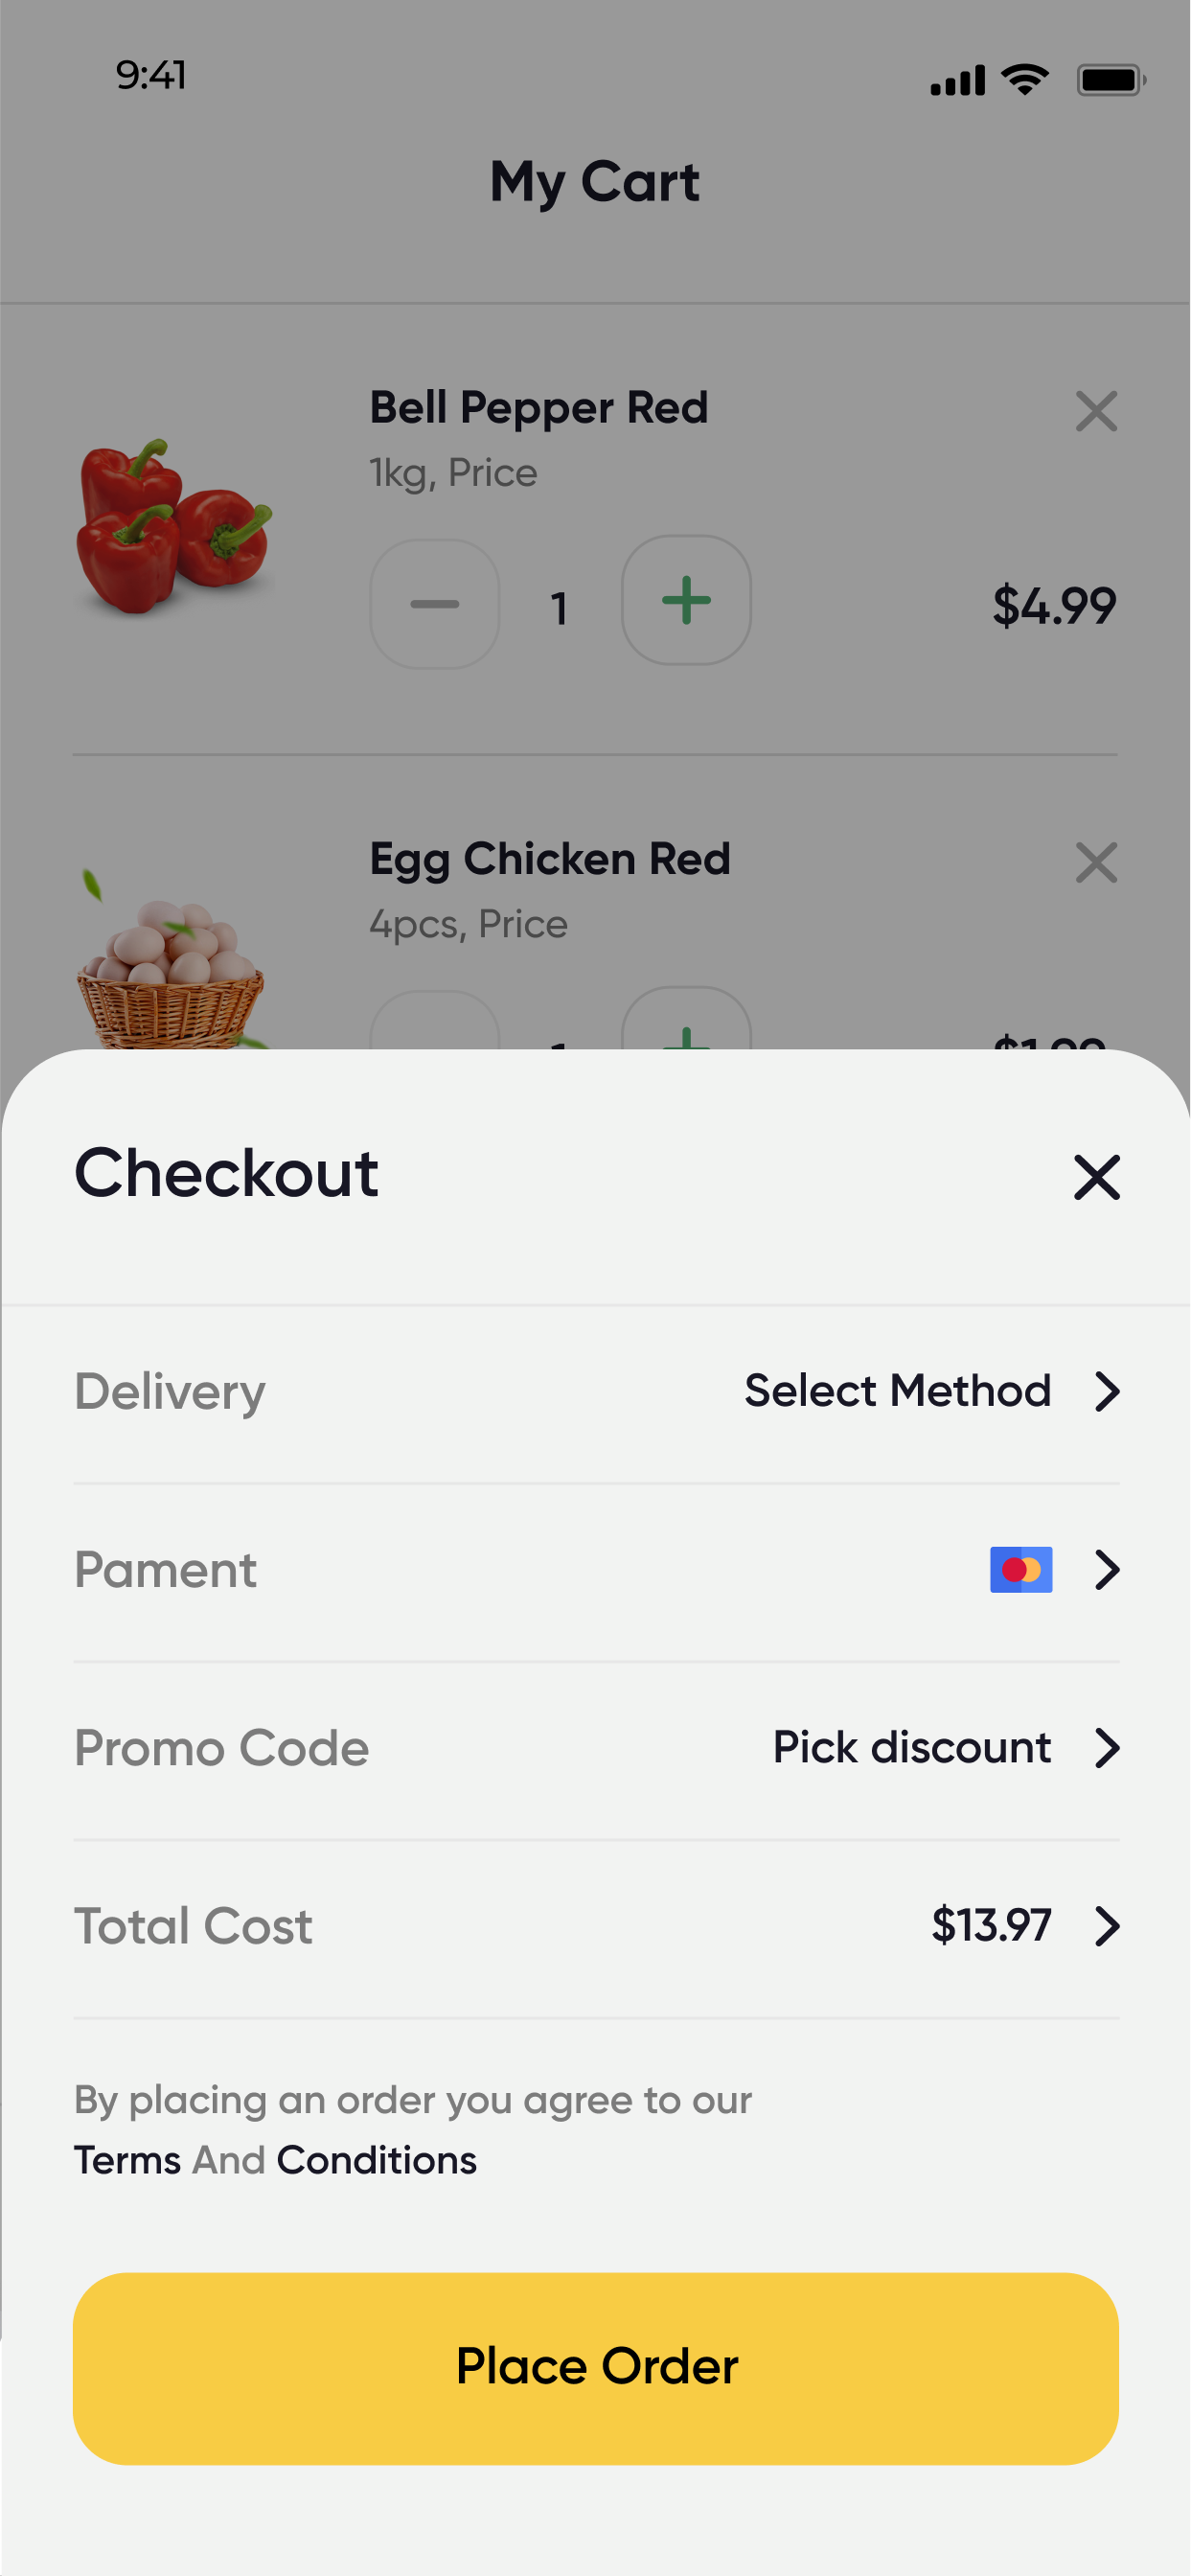 9:41
My Cart
Bell Pepper Red
1kg, Price
1
$4.99
Egg Chicken Red
4pcs, Price
Checkout
Delivery
Select Method
Pament
Promo Code
Pick discount
Total Cost
$13.97
By placing an order you agree to our
Terms And Conditions
Place Order